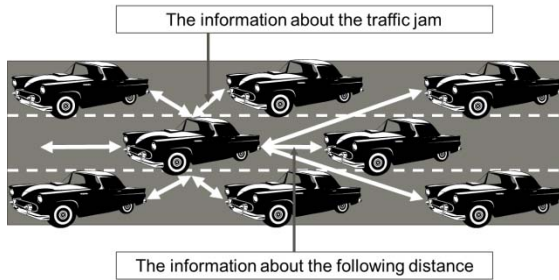 The information about the traffic jam
The information about the following distance